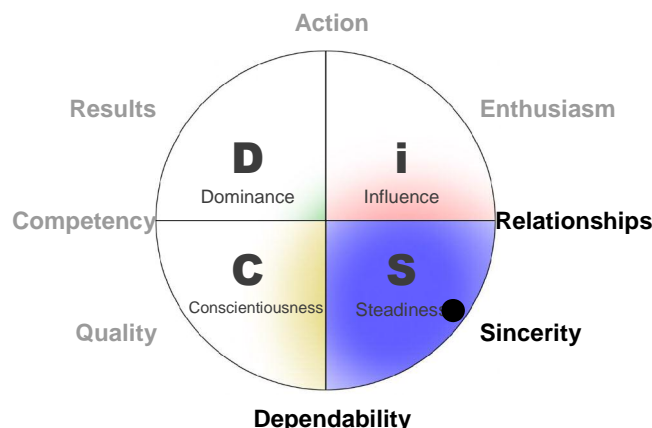 Action
Results
Enthusiasm
D
i
Dominance
Influence
Competency
Relationships
C
S
Conscientiousness
Steadiness
Quality
Sincerity
Dependability